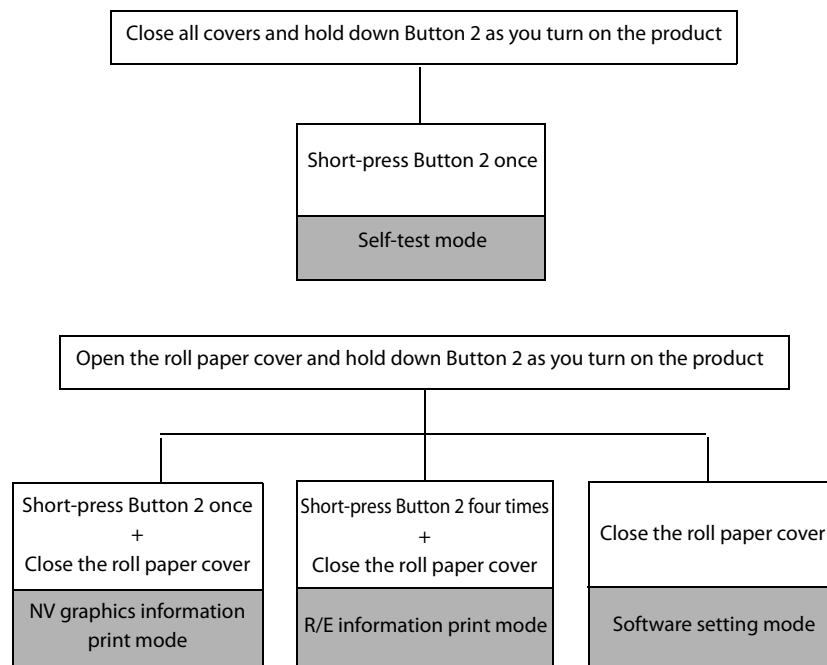 Close all covers and hold down Button 2 as you turn on the product
Short-press Button 2 once
Self-test mode
Open the roll paper cover and hold down Button 2 as you turn on the product
Short-press Button 2 once
+
Close the roll paper cover
NV graphics information
print mode
Short-press Button 2 four times
+
Close the roll paper cover
R/E information print mode
Close the roll paper cover
Software setting mode